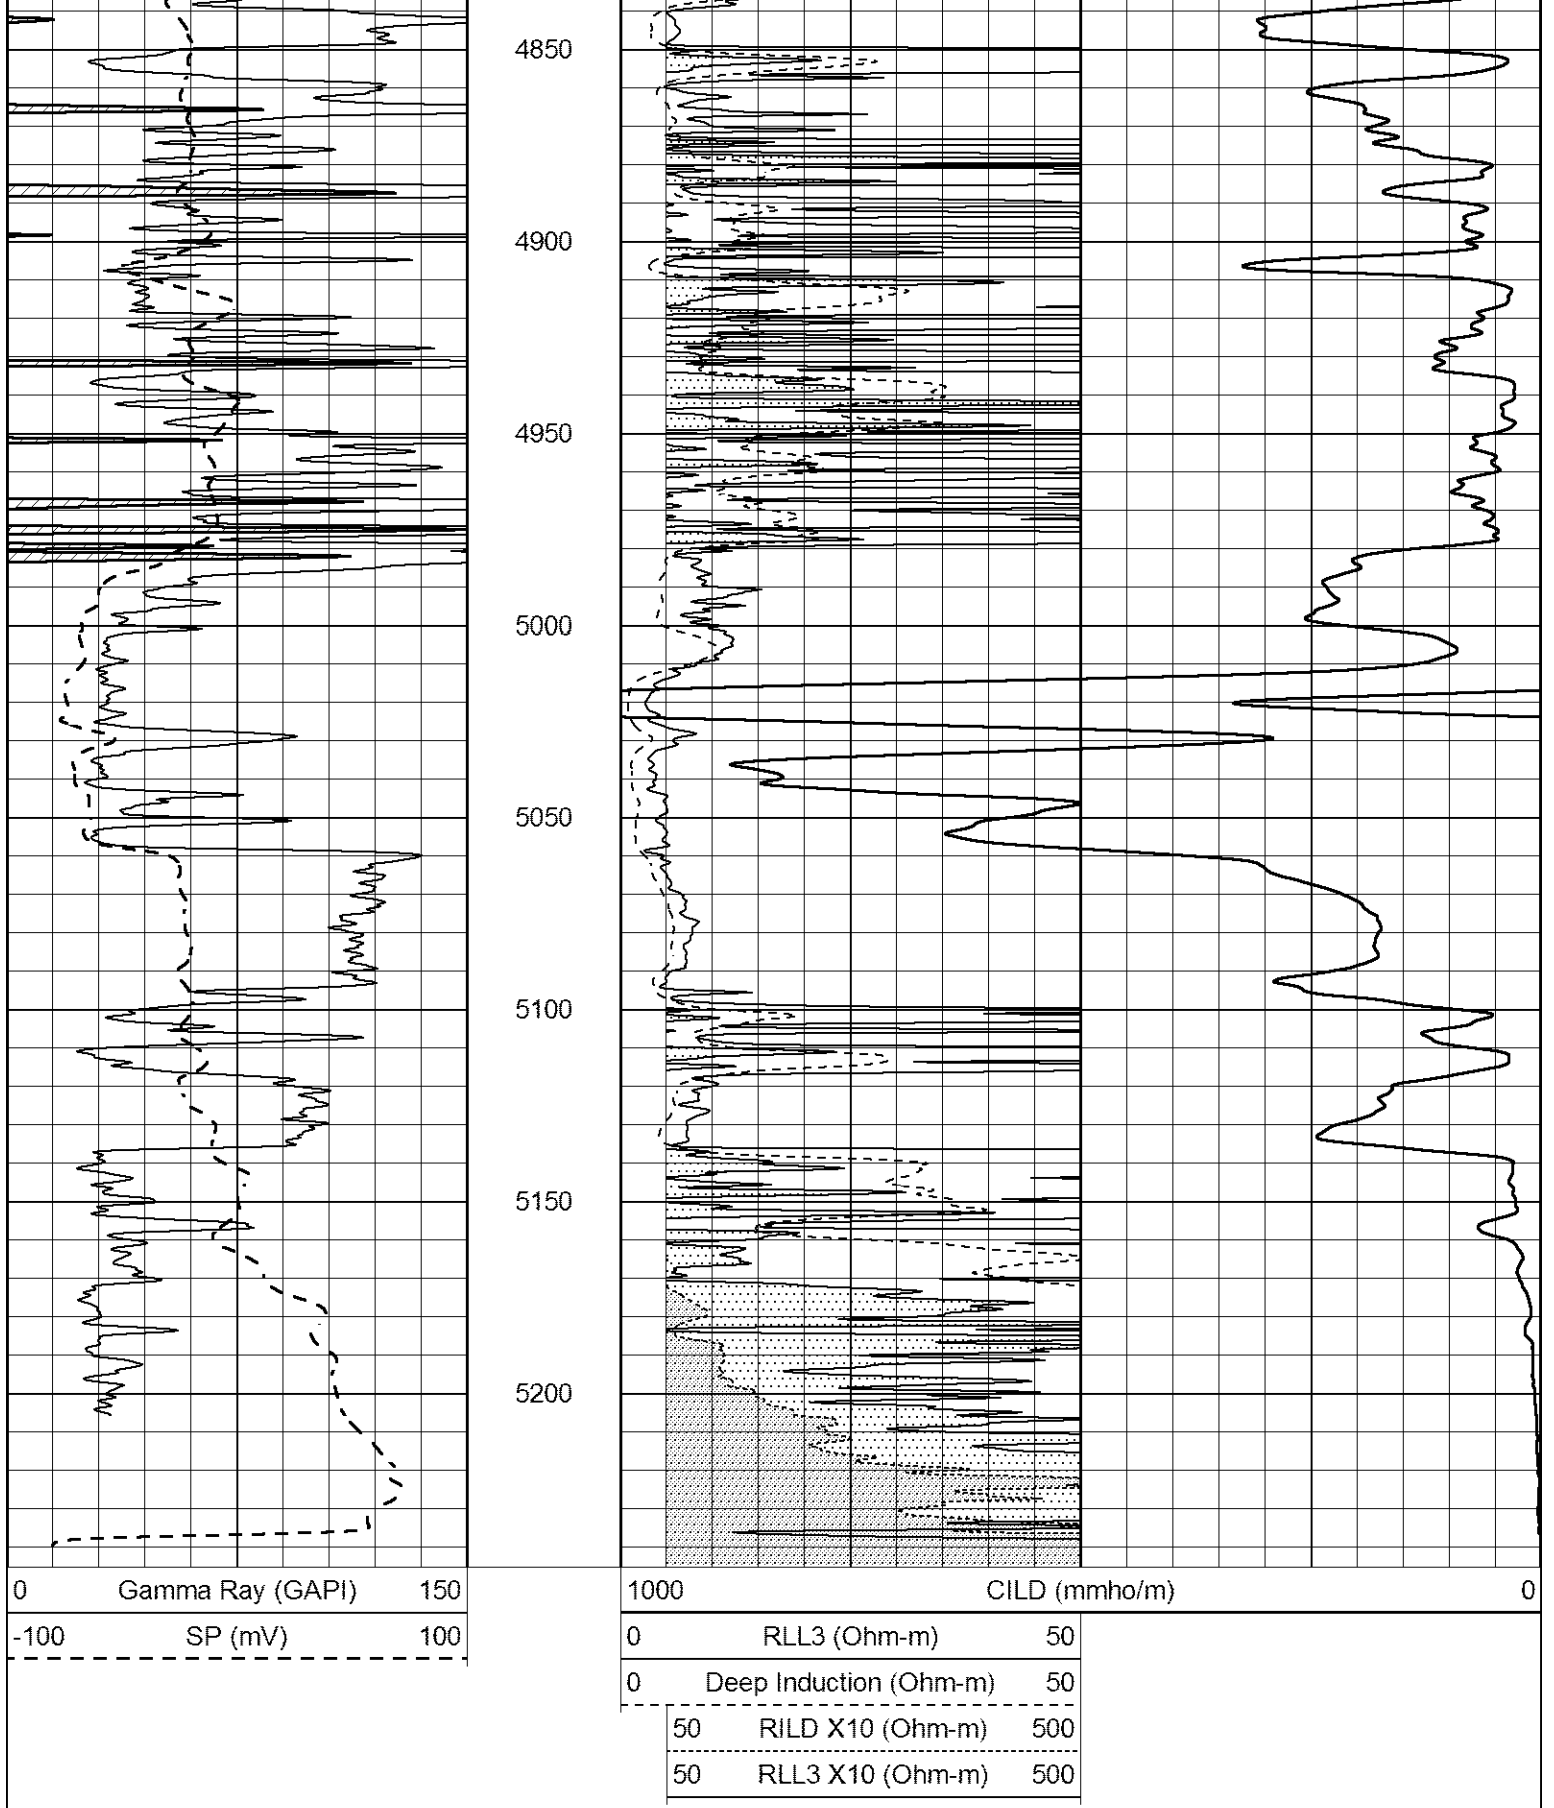 4850
4900
4950
5000
5050
5100
5150
5200
0 Gamma Ray (GAPI) 150
-100 SP (mV) 100
1000 CILD (mmho/m) 0
0 RLL3 (Ohm-m) 50
0 Deep Induction (Ohm-m) 50
50 RILD X10 (Ohm-m) 500
50 RLL3 X10 (Ohm-m) 500